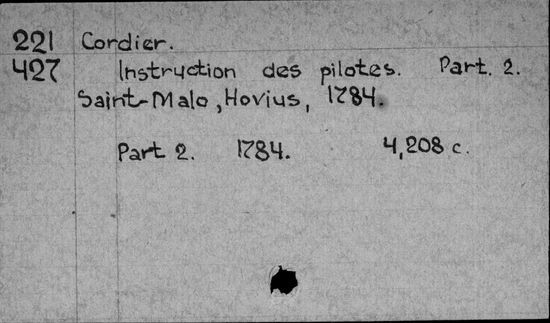 221 Cordier.
427 Instruction des pilotes. Part. 2.
Saint-Malo, Hovius, 1784.
Part 2. 1784. 4,208 c.